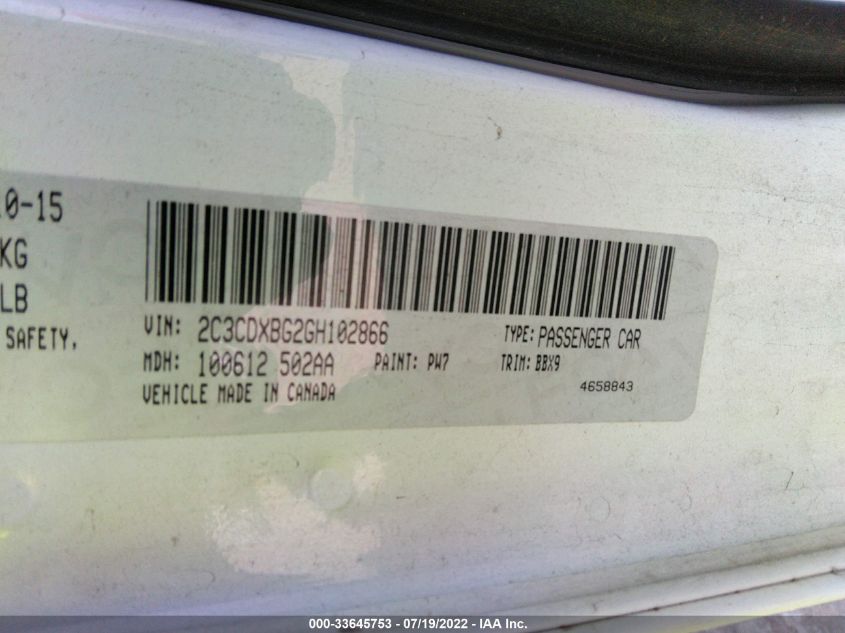 0-15
KG
LB
SAFETY.
VIN: 2C3CDXBG2GH102866
TYPE: PASSENGER CAR
MDH: 100612 502AA PAINT: PW7
TRIM: BBX9
VEHICLE MADE IN CANADA
4658843
000-33645753 - 07/19/2022 - IAA Inc.